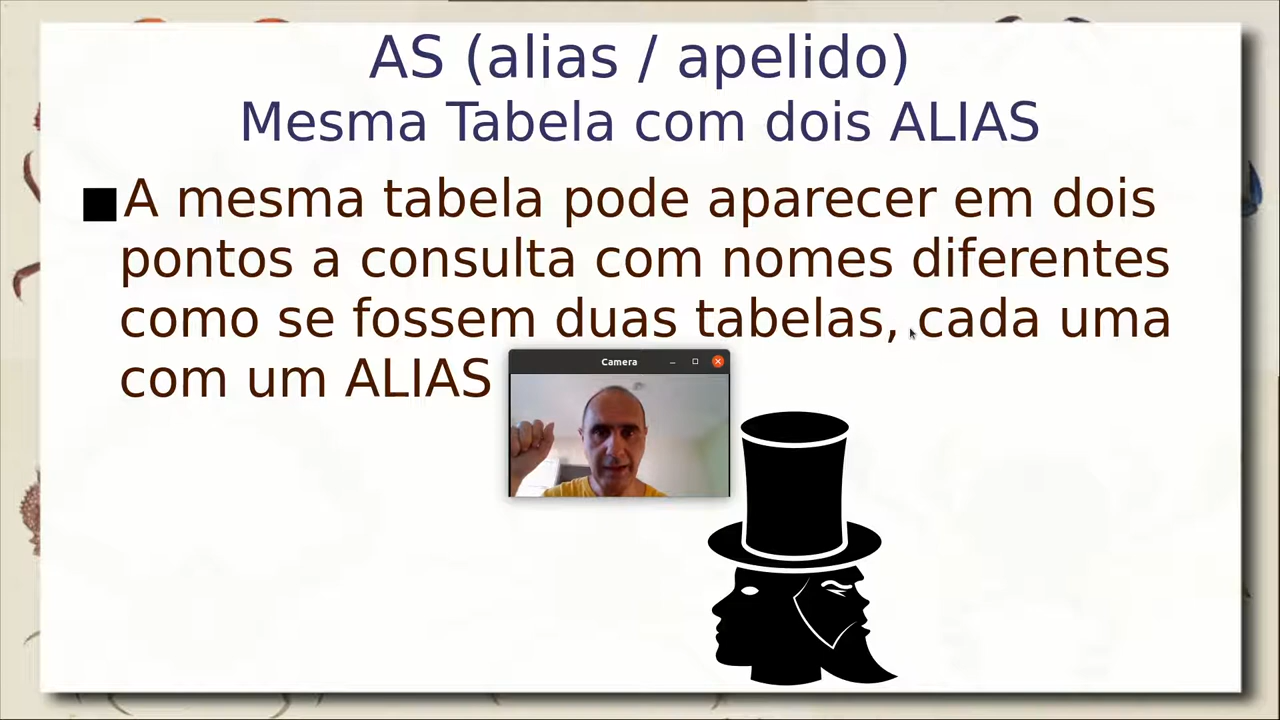 AS (alias / apelido)
Mesma Tabela com dois ALIAS
A mesma tabela pode aparecer em dois
pontos a consulta com nomes diferentes
como se fossem duas tabelas, cada uma
com um ALIAS
Camera